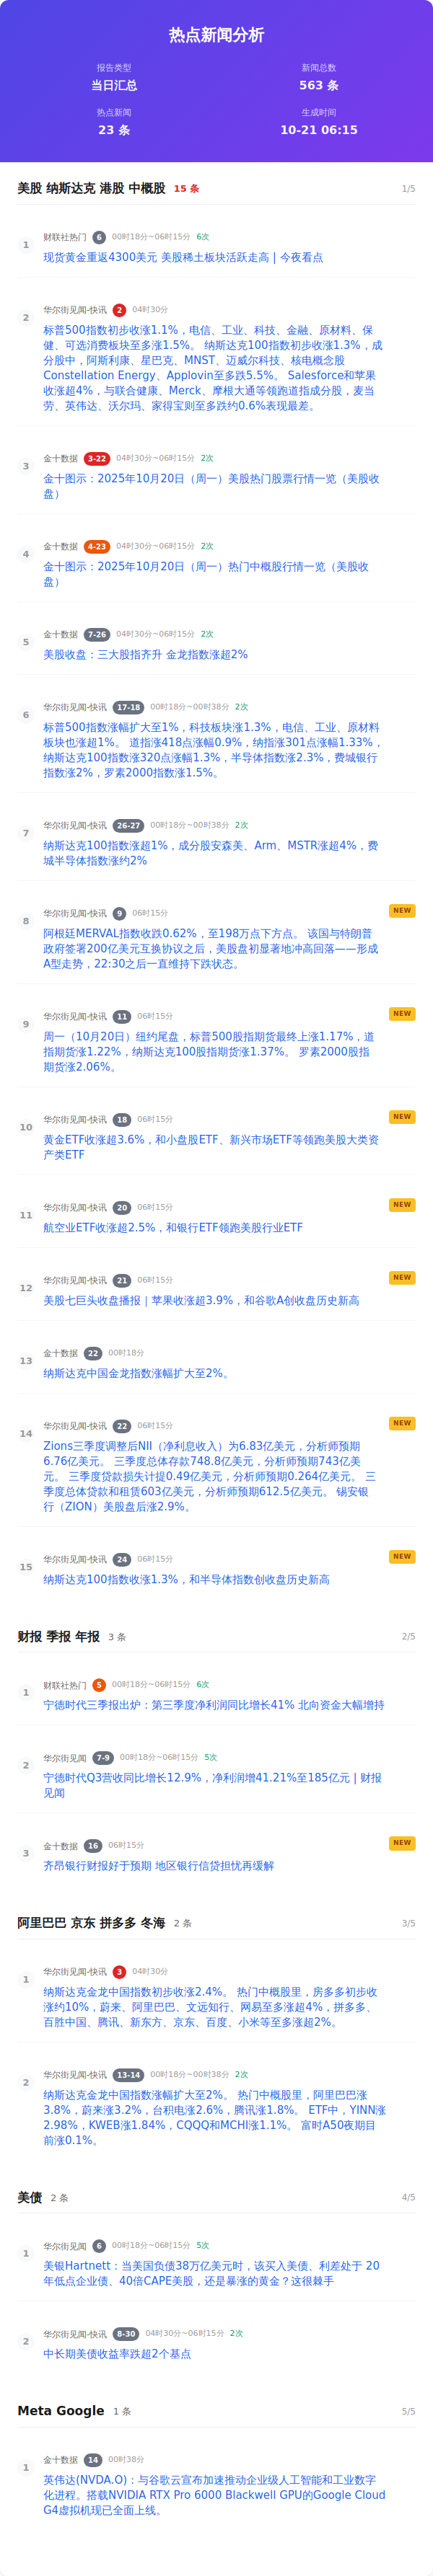 热点新闻分析
报告类型
新闻总数
当日汇总
563 条
热点新闻
生成时间
23 条
10-21 06:15
美股 纳斯达克 港股 中概股 15 条 1/5
1 财联社热门 6 00时18分~06时15分 6次
现货黄金重返4300美元 美股稀土板块活跃走高 | 今夜看点
2 华尔街见闻-快讯 2 04时30分
标普500指数初步收涨1.1%，电信、工业、科技、金融、原材料、保
健、可选消费板块至多涨1.5%。 纳斯达克100指数初步收涨1.3%，成
分股中，阿斯利康、星巴克、MNST、迈威尔科技、核电概念股
Constellation Energy、Applovin至多跌5.5%。 Salesforce和苹果
收涨超4%，与联合健康、Merck、摩根大通等领跑道指成分股，麦当
劳、英伟达、沃尔玛、家得宝则至多跌约0.6%表现最差。
3 金十数据 3-22 04时30分~06时15分 2次
金十图示：2025年10月20日（周一）美股热门股票行情一览（美股收
盘）
4 金十数据 4-23 04时30分~06时15分 2次
金十图示：2025年10月20日（周一）热门中概股行情一览（美股收
盘）
5 金十数据 7-26 04时30分~06时15分 2次
美股收盘：三大股指齐升 金龙指数涨超2%
6 华尔街见闻-快讯 17-18 00时18分~00时38分 2次
标普500指数涨幅扩大至1%，科技板块涨1.3%，电信、工业、原材料
板块也涨超1%。 道指涨418点涨幅0.9%，纳指涨301点涨幅1.33%，
纳斯达克100指数涨320点涨幅1.3%，半导体指数涨2.3%，费城银行
指数涨2%，罗素2000指数涨1.5%。
7 华尔街见闻-快讯 26-27 00时18分~00时38分 2次
纳斯达克100指数涨超1%，成分股安森美、Arm、MSTR涨超4%，费
城半导体指数涨约2%
8 华尔街见闻-快讯 9 06时15分 NEW
阿根廷MERVAL指数收跌0.62%，至198万点下方点。 该国与特朗普
政府签署200亿美元互换协议之后，美股盘初显著地冲高回落——形成
A型走势，22:30之后一直维持下跌状态。
9 华尔街见闻-快讯 11 06时15分 NEW
周一（10月20日）纽约尾盘，标普500股指期货最终上涨1.17%，道
指期货涨1.22%，纳斯达克100股指期货涨1.37%。 罗素2000股指
期货涨2.06%。
10 华尔街见闻-快讯 18 06时15分 NEW
黄金ETF收涨超3.6%，和小盘股ETF、新兴市场ETF等领跑美股大类资
产类ETF
11 华尔街见闻-快讯 20 06时15分 NEW
航空业ETF收涨超2.5%，和银行ETF领跑美股行业ETF
12 华尔街见闻-快讯 21 06时15分 NEW
美股七巨头收盘播报｜苹果收涨超3.9%，和谷歌A创收盘历史新高
13 金十数据 22 00时18分
纳斯达克中国金龙指数涨幅扩大至2%。
14 华尔街见闻-快讯 22 06时15分 NEW
Zions三季度调整后NII（净利息收入）为6.83亿美元，分析师预期
6.76亿美元。 三季度总体存款748.8亿美元，分析师预期743亿美
元。 三季度贷款损失计提0.49亿美元，分析师预期0.264亿美元。 三
季度总体贷款和租赁603亿美元，分析师预期612.5亿美元。 锡安银
行（ZION）美股盘后涨2.9%。
15 华尔街见闻-快讯 24 06时15分 NEW
纳斯达克100指数收涨1.3%，和半导体指数创收盘历史新高
财报 季报 年报 3 条 2/5
1 财联社热门 5 00时18分~06时15分 6次
宁德时代三季报出炉：第三季度净利润同比增长41% 北向资金大幅增持
2 华尔街见闻 7-9 00时18分~06时15分 5次
宁德时代Q3营收同比增长12.9%，净利润增41.21%至185亿元 | 财报
见闻
3 金十数据 16 06时15分 NEW
齐昂银行财报好于预期 地区银行信贷担忧再缓解
阿里巴巴 京东 拼多多 冬海 2 条 3/5
1 华尔街见闻-快讯 3 04时30分
纳斯达克金龙中国指数初步收涨2.4%。 热门中概股里，房多多初步收
涨约10%，蔚来、阿里巴巴、文远知行、网易至多涨超4%，拼多多、
百胜中国、腾讯、新东方、京东、百度、小米等至多涨超2%。
2 华尔街见闻-快讯 13-14 00时18分~00时38分 2次
纳斯达克金龙中国指数涨幅扩大至2%。 热门中概股里，阿里巴巴涨
3.8%，蔚来涨3.2%，台积电涨2.6%，腾讯涨1.8%。 ETF中，YINN涨
2.98%，KWEB涨1.84%，CQQQ和MCHI涨1.1%。 富时A50夜期目
前涨0.1%。
美债 2 条 4/5
1 华尔街见闻 6 00时18分~06时15分 5次
美银Hartnett：当美国负债38万亿美元时，该买入美债、利差处于 20
年低点企业债、40倍CAPE美股，还是暴涨的黄金？这很棘手
2 华尔街见闻-快讯 8-30 04时30分~06时15分 2次
中长期美债收益率跌超2个基点
Meta Google 1 条 5/5
1 金十数据 14 00时38分
英伟达(NVDA.O)：与谷歌云宣布加速推动企业级人工智能和工业数字
化进程。搭载NVIDIA RTX Pro 6000 Blackwell GPU的Google Cloud
G4虚拟机现已全面上线。